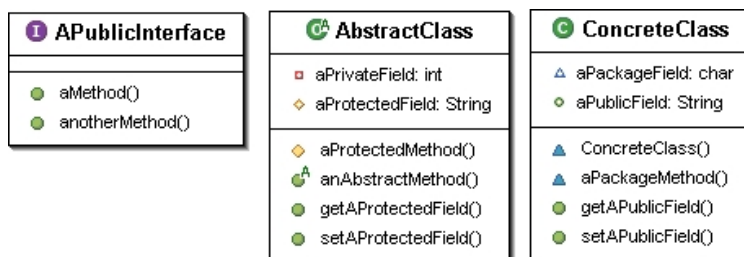 I APublicInterface
aMethod()
anotherMethod()
CA AbstractClass
aPrivateField: int
aProtectedField: String
aProtectedMethod()
A anAbstractMethod()
getAProtectedField()
setAProtectedField()
C ConcreteClass
aPackageField: char
aPublicField: String
ConcreteClass()
aPackageMethod()
getAPublicField()
setAPublicField()